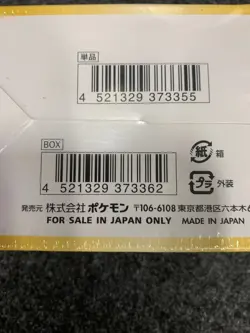 単品
4 521329 373355
BOX
4 521329 373362
紙 箱
プラ 外装
発売元 株式会社ポケモン 〒106-6108 東京都港区六本木6
FOR SALE IN JAPAN ONLY MADE IN JAPAN